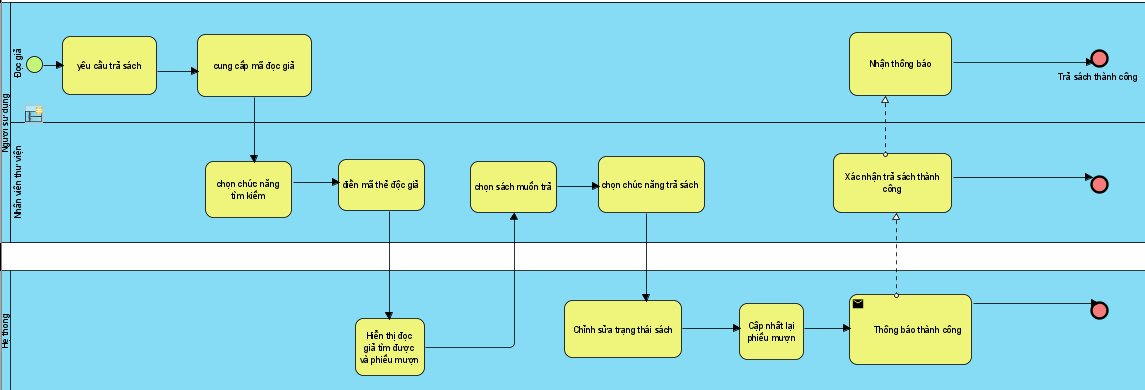 Đọc giả
yêu cầu trả sách
cung cấp mã đọc giả
Nhận thông báo
Trả sách thành công
Người sử dụng
Nhân viên thư viện
chọn chức năng
tìm kiếm
điền mã thẻ độc giả
chọn sách muốn trả
chọn chức năng trả sách
Xác nhận trả sách thành
công
Hệ thống
Hiển thị đọc
giả tìm được
và phiếu mượn
Chỉnh sửa trạng thái sách
Cập nhât lại
phiếu mượn
Thông báo thành công